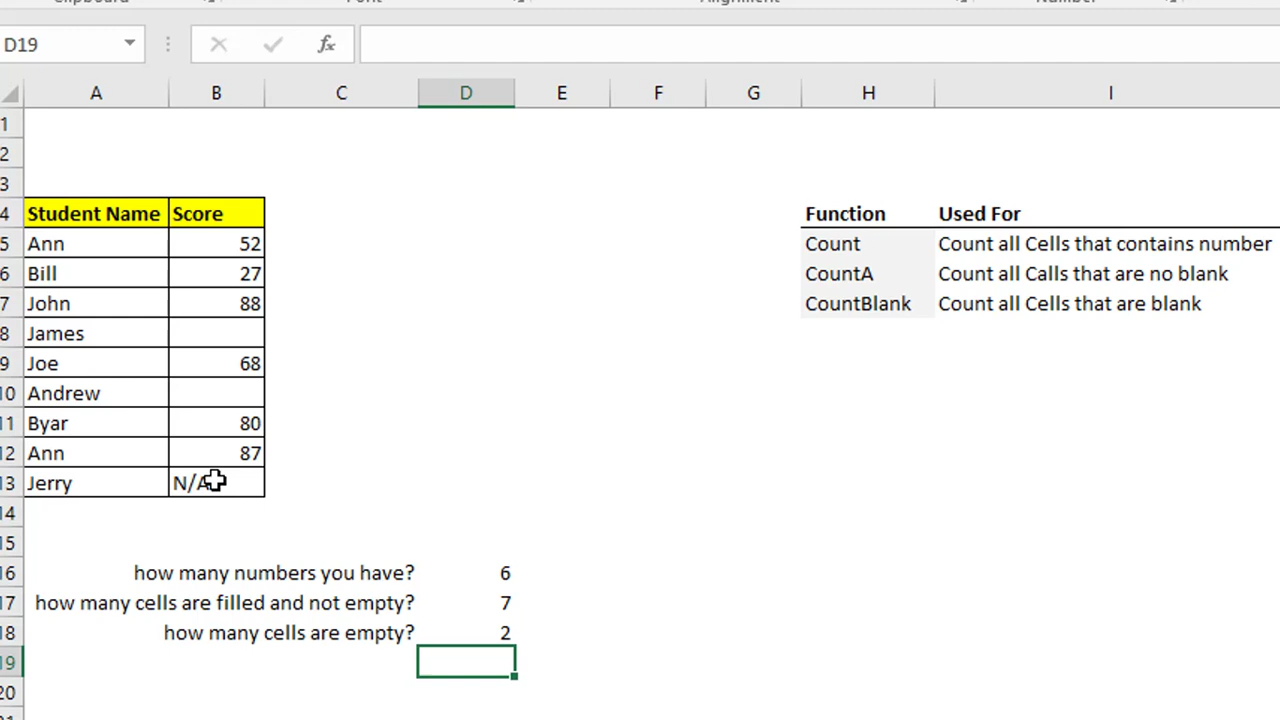 D19 fx
A B C D E F G H I
1
2
3
4 Student Name Score Function Used For
5 Ann 52 Count Count all Cells that contains number
6 Bill 27 CountA Count all Calls that are no blank
7 John 88 CountBlank Count all Cells that are blank
8 James
9 Joe 68
10 Andrew
11 Byar 80
12 Ann 87
13 Jerry N/A
14
15
16 how many numbers you have? 6
17 how many cells are filled and not empty? 7
18 how many cells are empty? 2
19
20